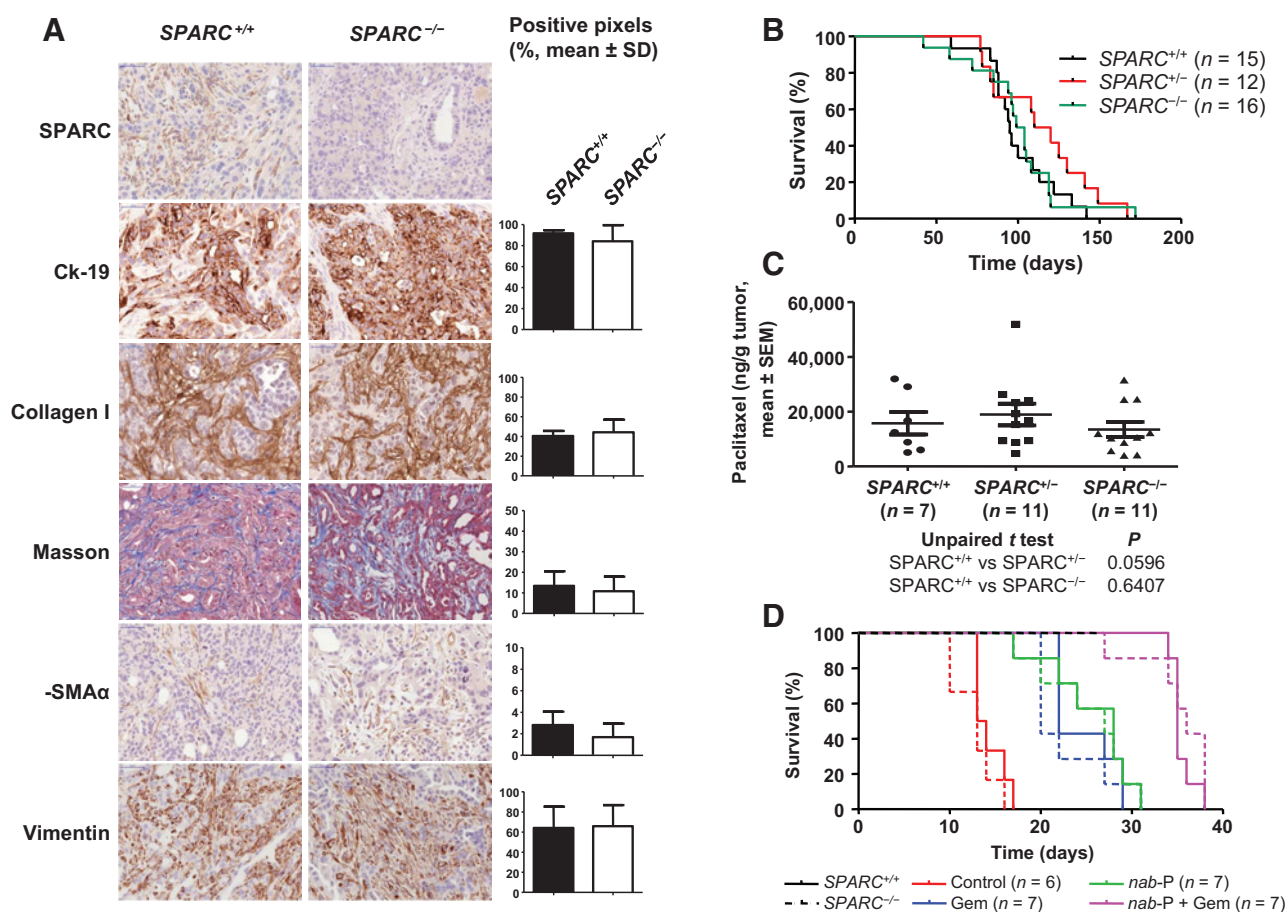 A
SPARC+/+
SPARC−/−
Positive pixels
(%, mean ± SD)
SPARC
Ck-19
Collagen I
Masson
-SMAα
Vimentin
SPARC+/+
SPARC−/−
100
80
60
40
20
0
100
80
60
40
20
0
50
40
30
20
10
0
10
8
6
4
2
0
100
80
60
40
20
0
B
Survival (%)
100
80
60
40
20
0
0
50
100
150
200
Time (days)
SPARC+/+ (n = 15)
SPARC+/− (n = 12)
SPARC−/− (n = 16)
C
Paclitaxel (ng/g tumor,
mean ± SEM)
60,000
40,000
20,000
0
SPARC+/+
(n = 7)
SPARC+/−
(n = 11)
SPARC−/−
(n = 11)
Unpaired t test P
SPARC+/+ vs SPARC+/− 0.0596
SPARC+/+ vs SPARC−/− 0.6407
D
Survival (%)
100
80
60
40
20
0
0
10
20
30
40
Time (days)
SPARC+/+
SPARC−/−
Control (n = 6)
Gem (n = 7)
nab-P (n = 7)
nab-P + Gem (n = 7)